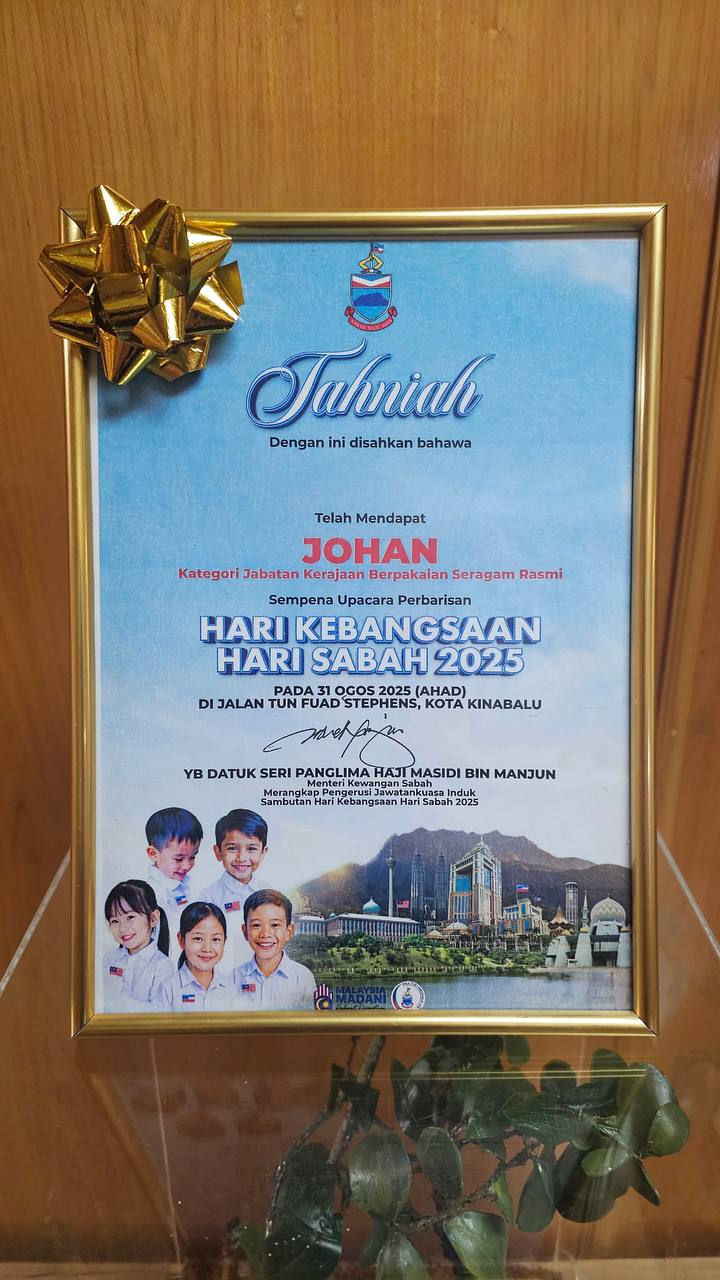 Tahniah
Dengan ini disahkan bahawa
Telah Mendapat
JOHAN
Kategori Jabatan Kerajaan Berpakaian Seragam Rasmi
Sempena Upacara Perbarisan
HARI KEBANGSAAN
HARI SABAH 2025
PADA 31 OGOS 2025 (AHAD)
DI JALAN TUN FUAD STEPHENS, KOTA KINABALU
YB DATUK SERI PANGLIMA HAJI MASIDI BIN MANJUN
Menteri Kewangan Sabah
Merangkap Pengerusi Jawatankuasa Induk
Sambutan Hari Kebangsaan Hari Sabah 2025
MALAYSIA
MADANI